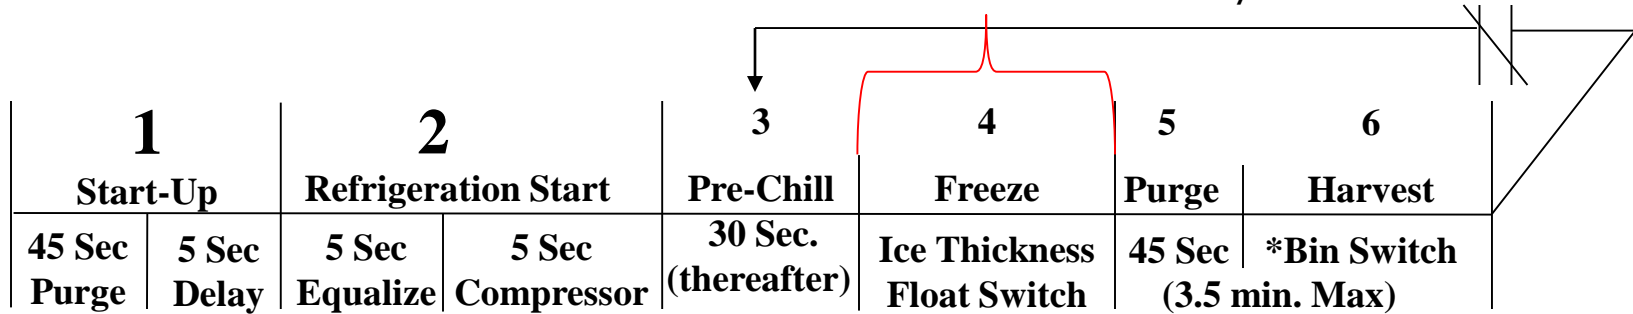 1 2 3 4 5 6
Start-Up Refrigeration Start Pre-Chill Freeze Purge Harvest
45 Sec Purge
5 Sec Delay
5 Sec Equalize
5 Sec Compressor
30 Sec. (thereafter)
Ice Thickness Float Switch
45 Sec *Bin Switch
(3.5 min. Max)